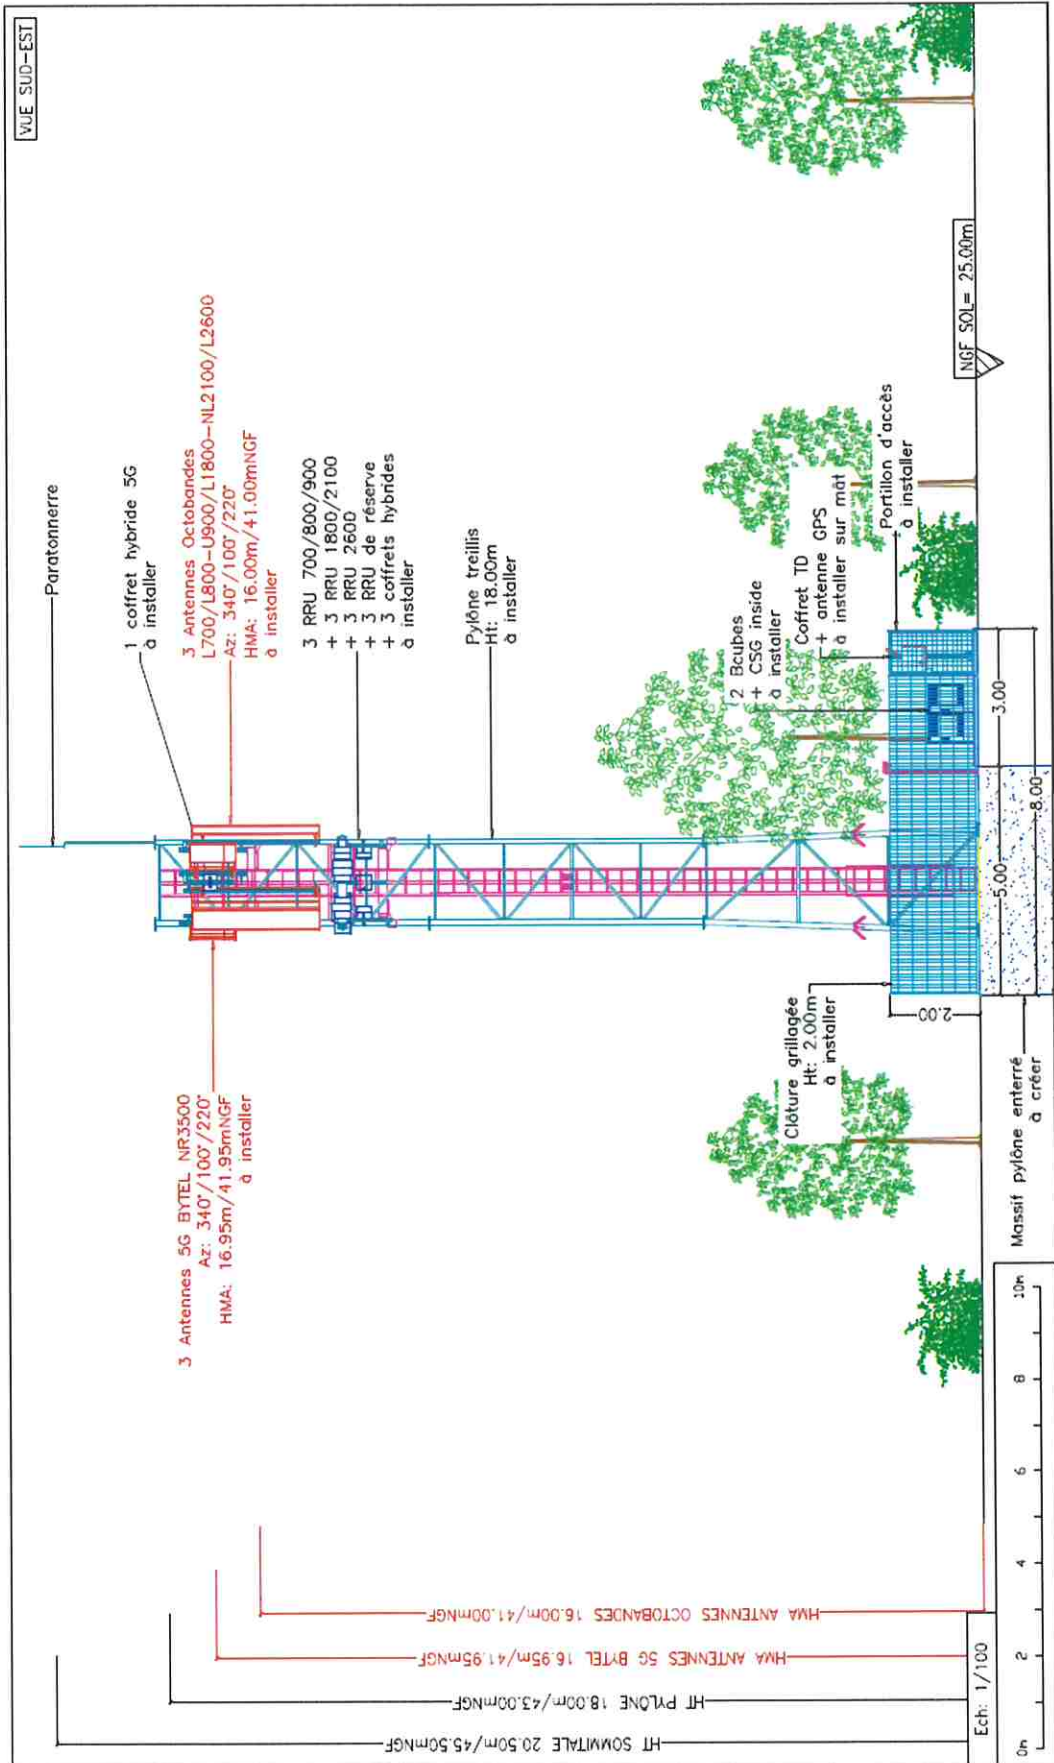 VUE SUD-EST
Paratonnerre
1 coffret hybride 5G
à installer
3 Antennes Octobandes
L700/L800-U900/L1800-NL2100/L2600
Az: 340°/100°/220°
HMA: 16.00m/41.00mNGF
à installer
3 Antennes 5G BYTEL NR3500
Az: 340°/100°/220°
HMA: 16.95m/41.95mNGF
à installer
3 RRU 700/800/900
+ 3 RRU 1800/2100
+ 3 RRU 2600
+ 3 RRU de réserve
+ 3 coffrets hybrides
à installer
Pylône treillis
Ht: 18.00m
à installer
2 Bcubes
+ CSG inside
à installer
Coffret TD
+ antenne GPS
à installer sur mât
Portillon d'accès
à installer
NGF SOL= 25.00m
Clôture grillagée
Ht: 2.00m
à installer
2.00
3.00
5.00
8.00
Massif pylône enterré
à créer
HT SOMMITALE 20.50m/45.50mNGF
HT PYLÔNE 18.00m/43.00mNGF
HMA ANTENNES 5G BYTEL 16.95m/41.95mNGF
HMA ANTENNES OCTOBANDES 16.00m/41.00mNGF
Ech: 1/100
0m 2 4 6 8 10m